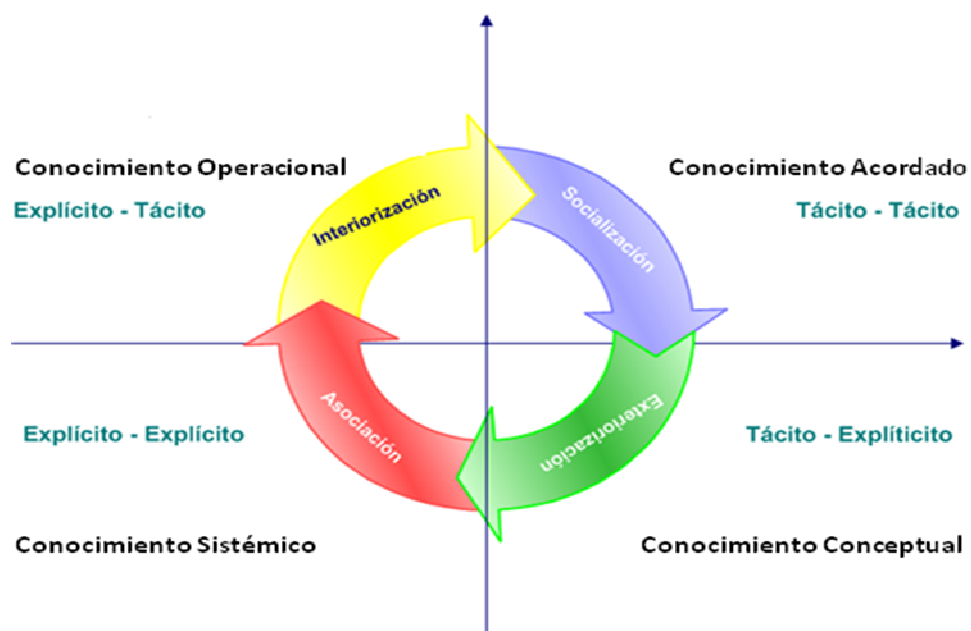 Conocimiento Operacional
Explícito - Tácito
Interiorización
Socialización
Conocimiento Acordado
Tácito - Tácito
Explícito - Explícito
Asociación
Exteriorización
Tácito - Explíticito
Conocimiento Sistémico
Conocimiento Conceptual